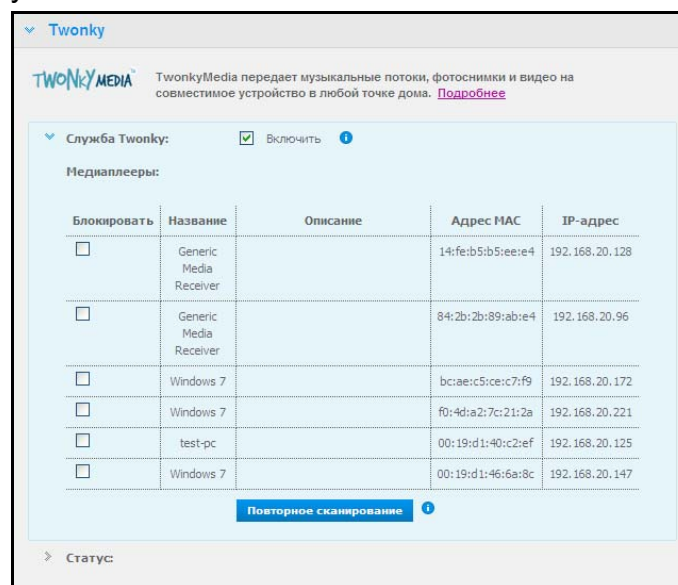 Twonky
TWONKY MEDIA
TwonkyMedia передает музыкальные потоки, фотоснимки и видео на
совместимое устройство в любой точке дома. Подробнее
Служба Twonky: Включить
Медиаплееры:
Блокировать Название Описание Адрес MAC IP-адрес
Generic Media Receiver 14:fe:b5:b5:ee:e4 192.168.20.128
Generic Media Receiver 84:2b:2b:89:ab:e4 192.168.20.96
Windows 7 bc:ae:c5:ce:c7:f9 192.168.20.172
Windows 7 f0:4d:a2:7c:21:2a 192.168.20.221
test-pc 00:19:d1:40:c2:ef 192.168.20.125
Windows 7 00:19:d1:46:6a:8c 192.168.20.147
Повторное сканирование
Статус: